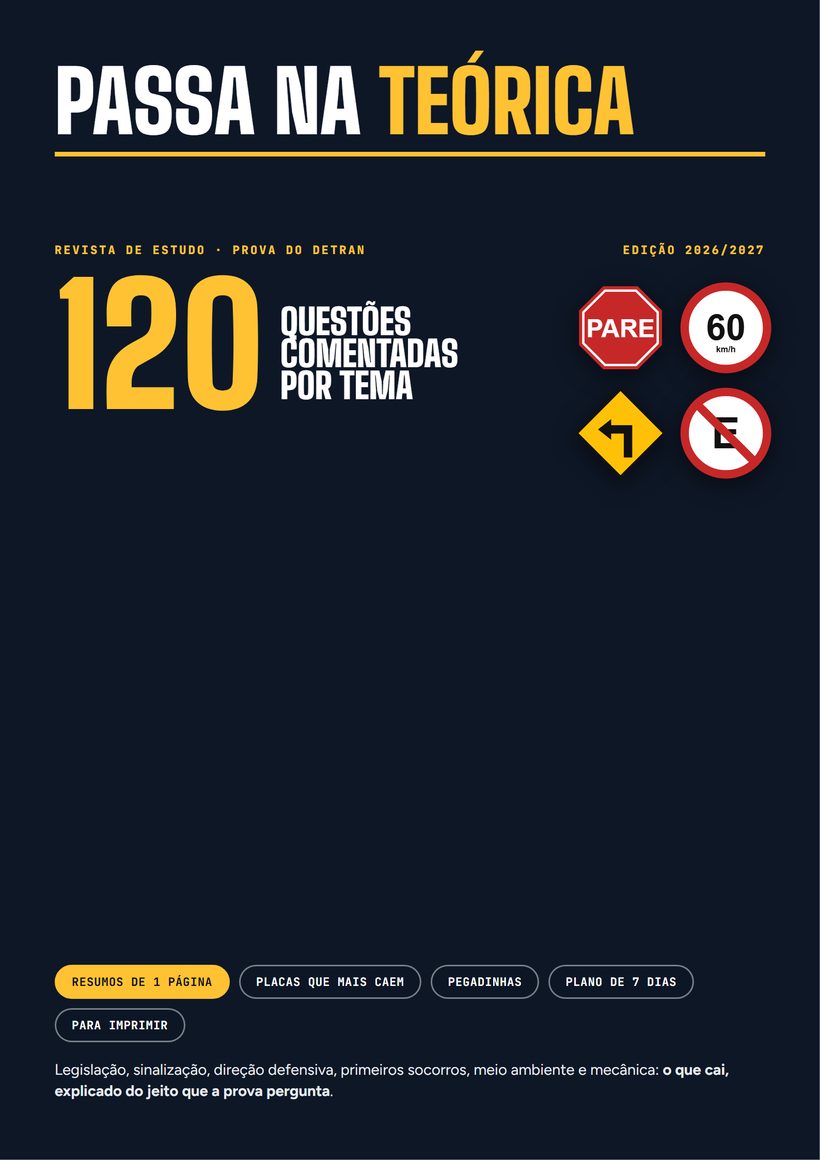 PASSA NA TEÓRICA
REVISTA DE ESTUDO · PROVA DO DETRAN
EDIÇÃO 2026/2027
120
QUESTÕES
COMENTADAS
POR TEMA
PARE
60
km/h
E
RESUMOS DE 1 PÁGINA
PLACAS QUE MAIS CAEM
PEGADINHAS
PLANO DE 7 DIAS
PARA IMPRIMIR
Legislação, sinalização, direção defensiva, primeiros socorros, meio ambiente e mecânica: o que cai,
explicado do jeito que a prova pergunta.